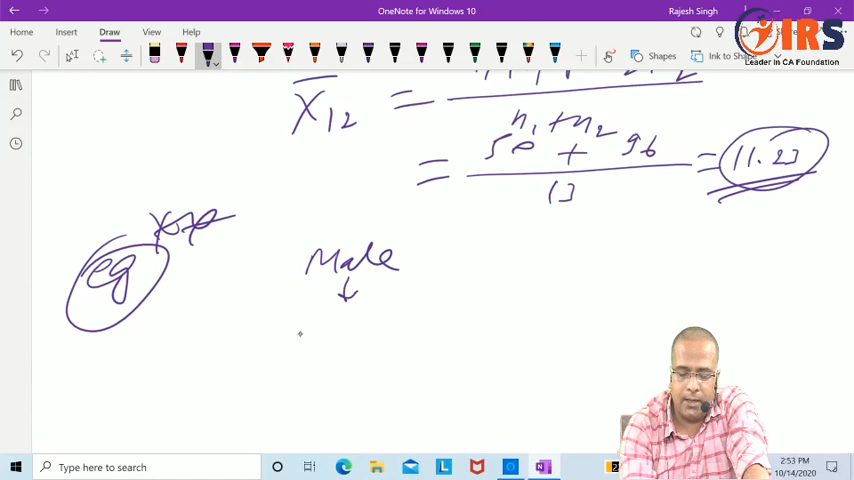 OneNote for Windows 10
Rajesh Singh
Home Insert Draw View Help
Shapes Ink to Shape
IRS
Leader In CA Foundation
X12 =
n1 + n2
= 50 + 96 = 11.23
13
eg
Male
Type here to search
2:53 PM
10/14/2020